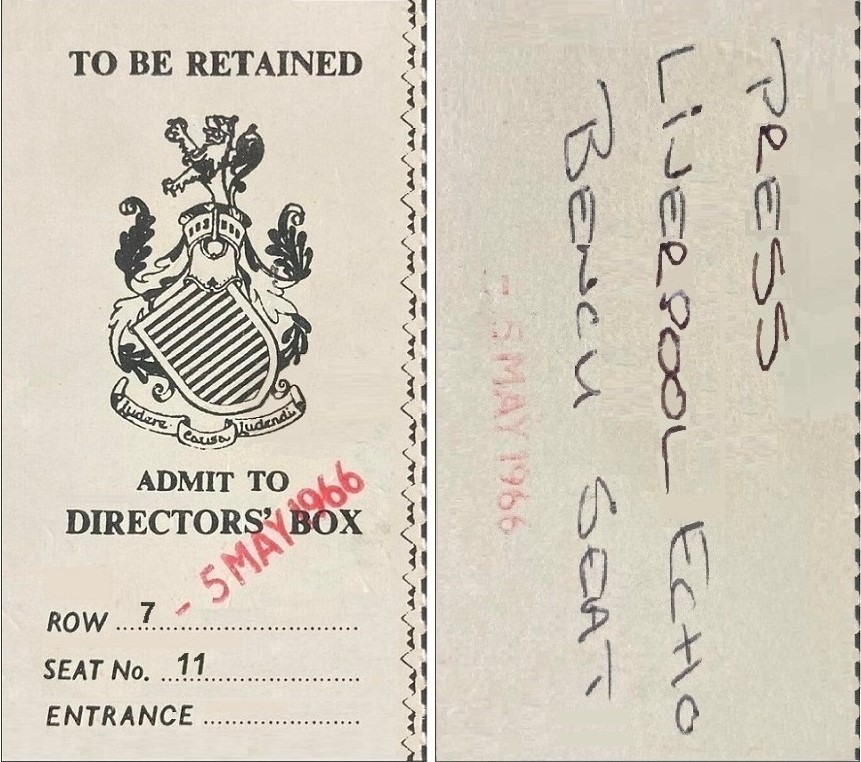 TO BE RETAINED
Ludere Causa Ludendi
ADMIT TO
DIRECTORS' BOX
- 5 MAY 1966
ROW 7
SEAT No. 11
ENTRANCE
PRESS
LIVERPOOL ECHO
BENCH SEAT
- 5 MAY 1966